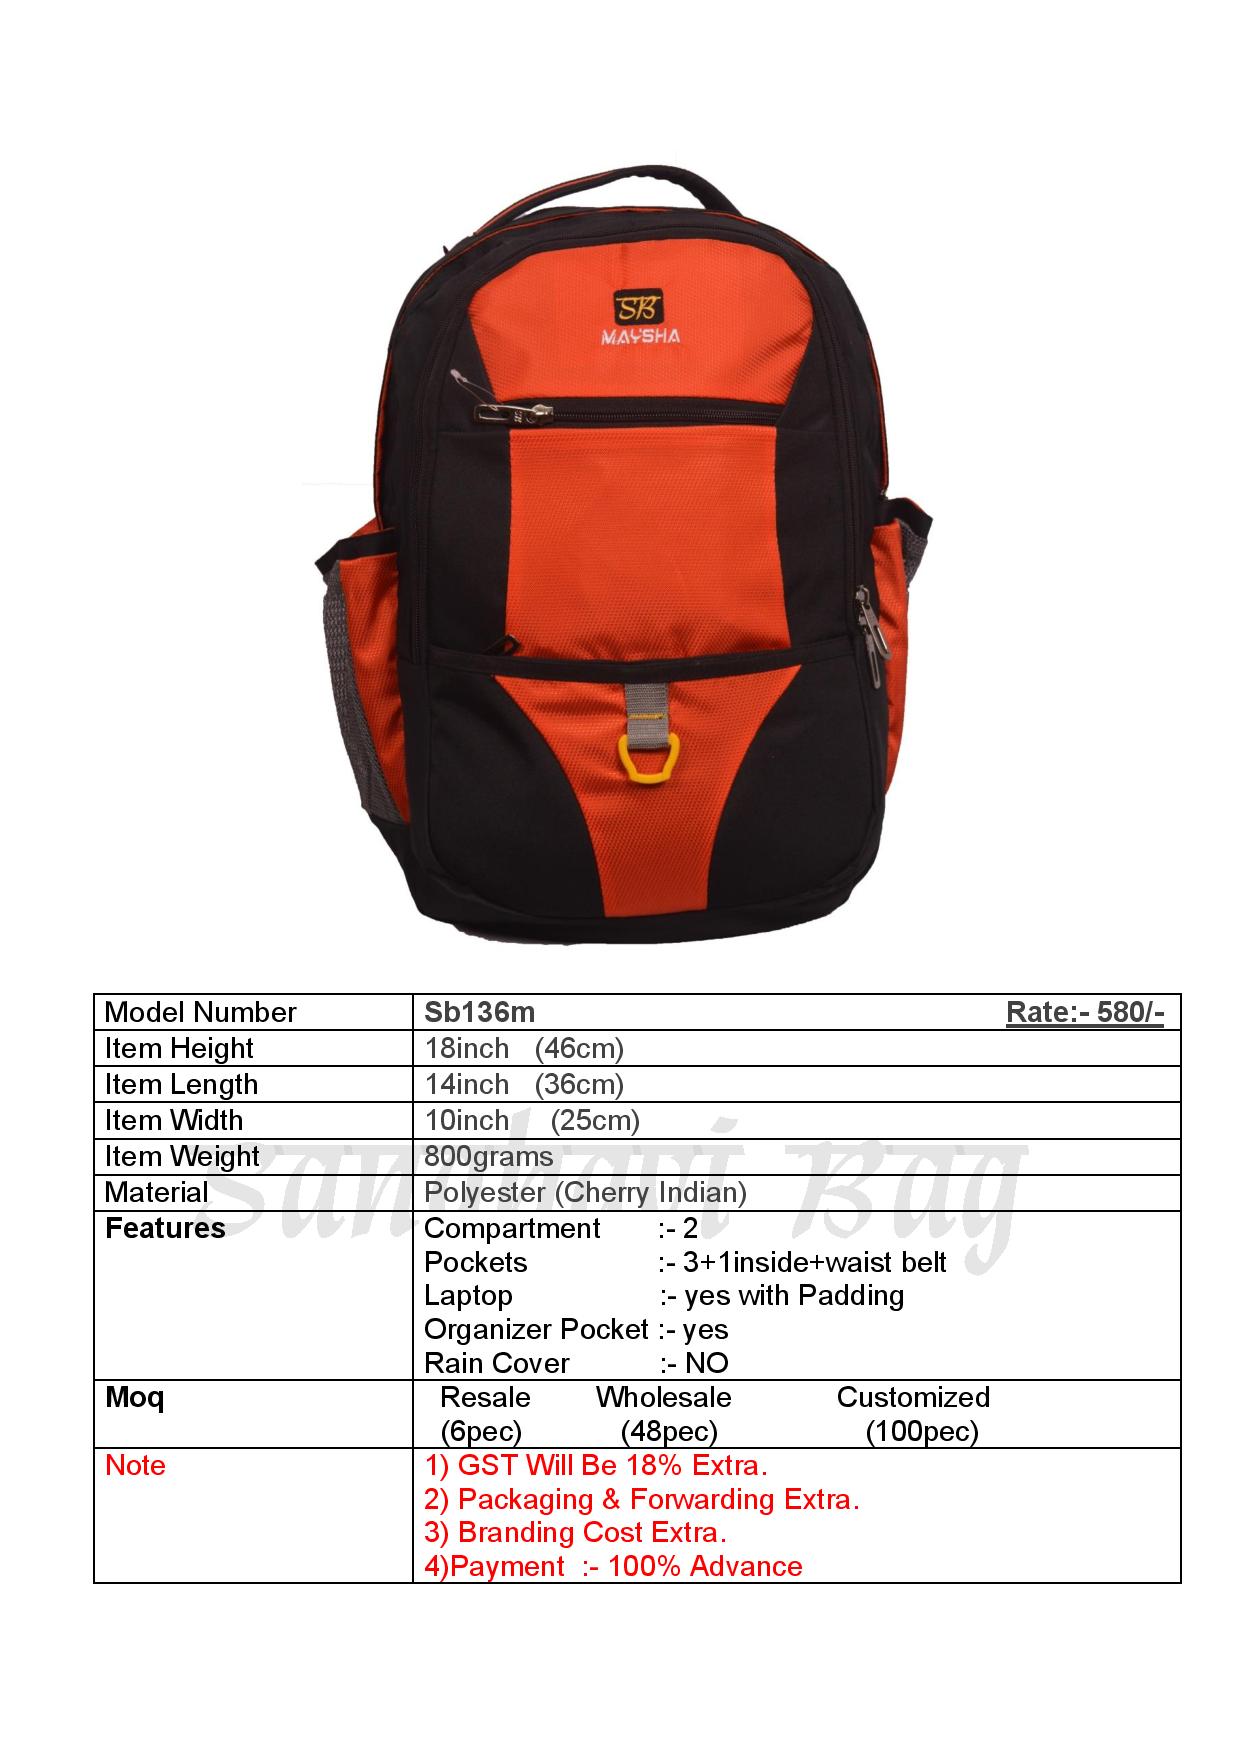 SB
MAYSHA
Model Number Sb136m Rate:- 580/-
Item Height 18inch (46cm)
Item Length 14inch (36cm)
Item Width 10inch (25cm)
Item Weight 800grams
Material Polyester (Cherry Indian)
Features Compartment :- 2
Pockets :- 3+1inside+waist belt
Laptop :- yes with Padding
Organizer Pocket :- yes
Rain Cover :- NO
Moq Resale Wholesale Customized
(6pec) (48pec) (100pec)
Note 1) GST Will Be 18% Extra.
2) Packaging & Forwarding Extra.
3) Branding Cost Extra.
4)Payment :- 100% Advance